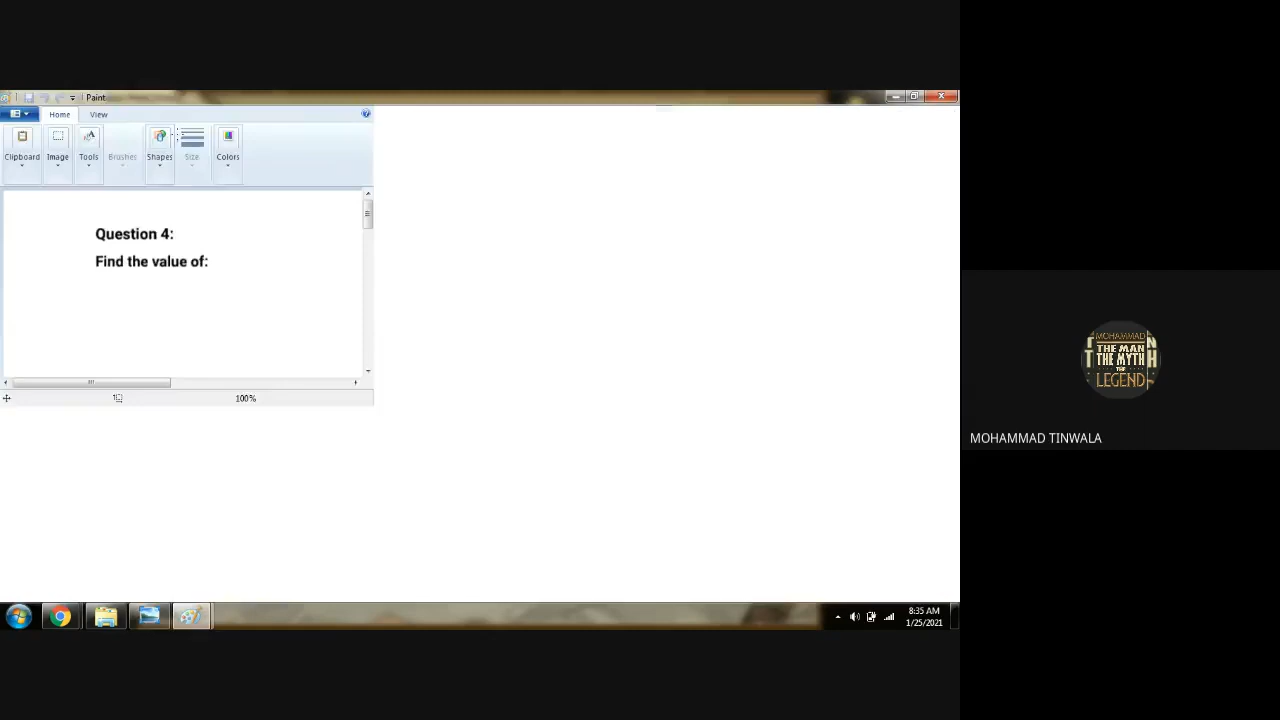 Paint
Home
View
Clipboard
Image
Tools
Brushes
Shapes
Size
Colors
Question 4:
Find the value of:
100%
8:35 AM
1/25/2021
MOHAMMAD
THE MAN
THE MYTH
THE
LEGEND
MOHAMMAD TINWALA